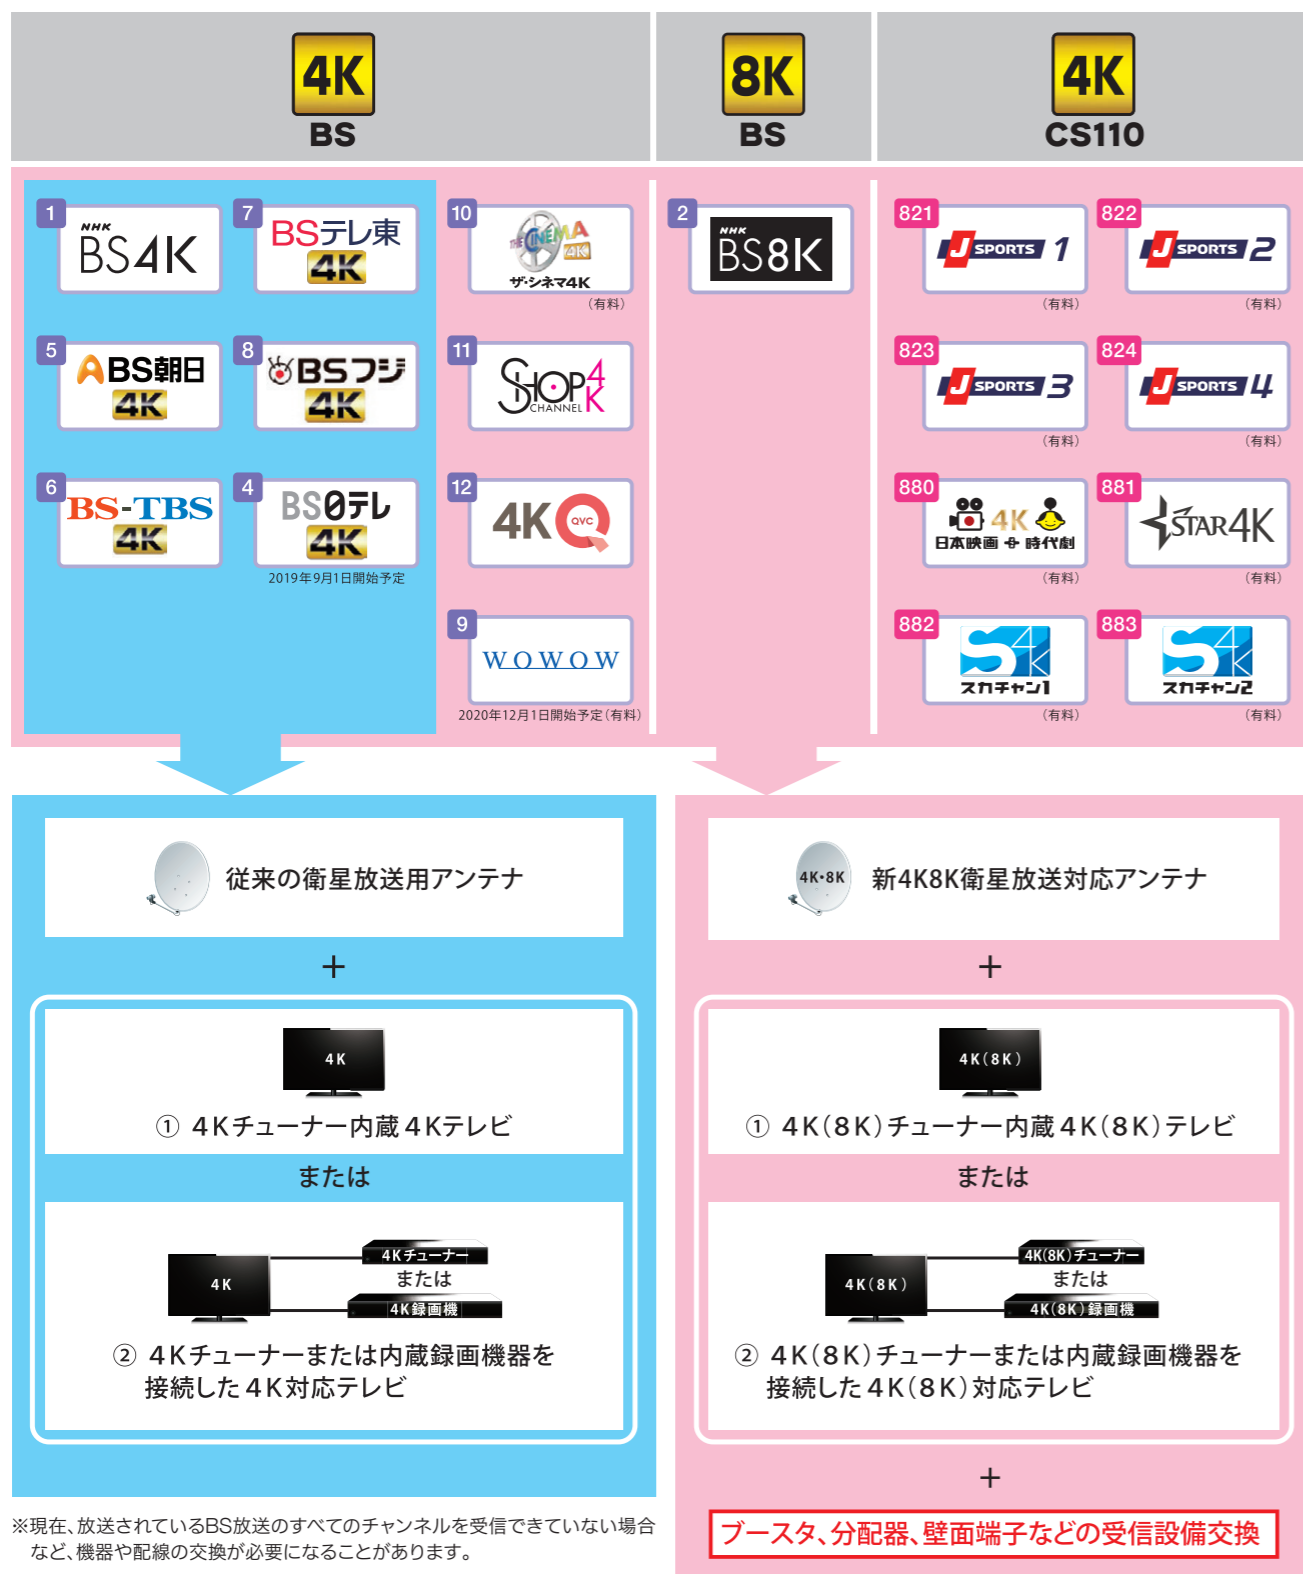 4K
BS
8K
BS
4K
CS110
1
NHK
BS4K
7
BSテレ東
4K
5
BS朝日
4K
8
BSフジ
4K
6
BS-TBS
4K
4
BS日テレ
4K
2019年9月1日開始予定
10
THE CINEMA
4K
ザ・シネマ4K
(有料)
11
SHOP
CHANNEL
4K
12
4K QVC
9
WOWOW
2020年12月1日開始予定(有料)
2
NHK
BS8K
821
J SPORTS 1
(有料)
822
J SPORTS 2
(有料)
823
J SPORTS 3
(有料)
824
J SPORTS 4
(有料)
880
4K
日本映画＋時代劇
(有料)
881
STAR4K
(有料)
882
S4K
スカチャン1
(有料)
883
S4K
スカチャン2
(有料)
従来の衛星放送用アンテナ
+
4K
① 4Kチューナー内蔵4Kテレビ
または
4K
4Kチューナー
または
4K録画機
② 4Kチューナーまたは内蔵録画機器を
接続した4K対応テレビ
※現在、放送されているBS放送のすべてのチャンネルを受信できていない場合
など、機器や配線の交換が必要になることがあります。
4K・8K
新4K8K衛星放送対応アンテナ
+
4K(8K)
① 4K(8K)チューナー内蔵4K(8K)テレビ
または
4K(8K)
4K(8K)チューナー
または
4K(8K)録画機
② 4K(8K)チューナーまたは内蔵録画機器を
接続した4K(8K)対応テレビ
+
ブースタ、分配器、壁面端子などの受信設備交換